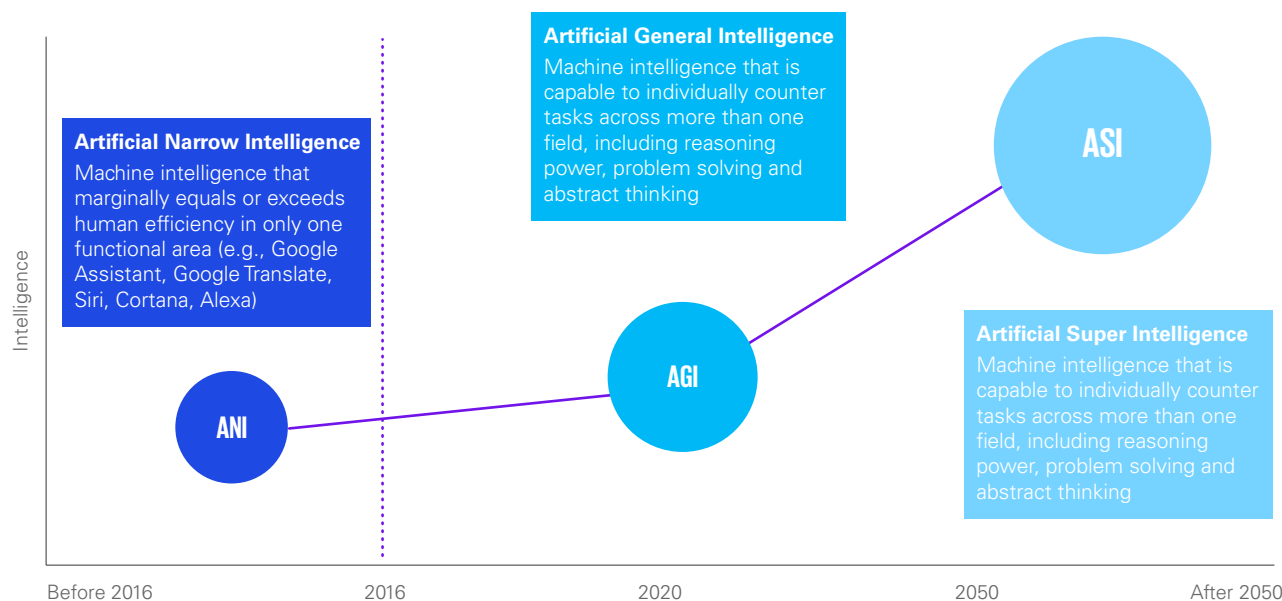 Artificial General Intelligence
Machine intelligence that is
capable to individually counter
tasks across more than one
field, including reasoning
power, problem solving and
abstract thinking
ASI
Artificial Narrow Intelligence
Machine intelligence that
marginally equals or exceeds
human efficiency in only one
functional area (e.g., Google
Assistant, Google Translate,
Siri, Cortana, Alexa)
Intelligence
Artificial Super Intelligence
Machine intelligence that is
capable to individually counter
tasks across more than one
field, including reasoning
power, problem solving and
abstract thinking
AGI
ANI
Before 2016
2016
2020
2050
After 2050